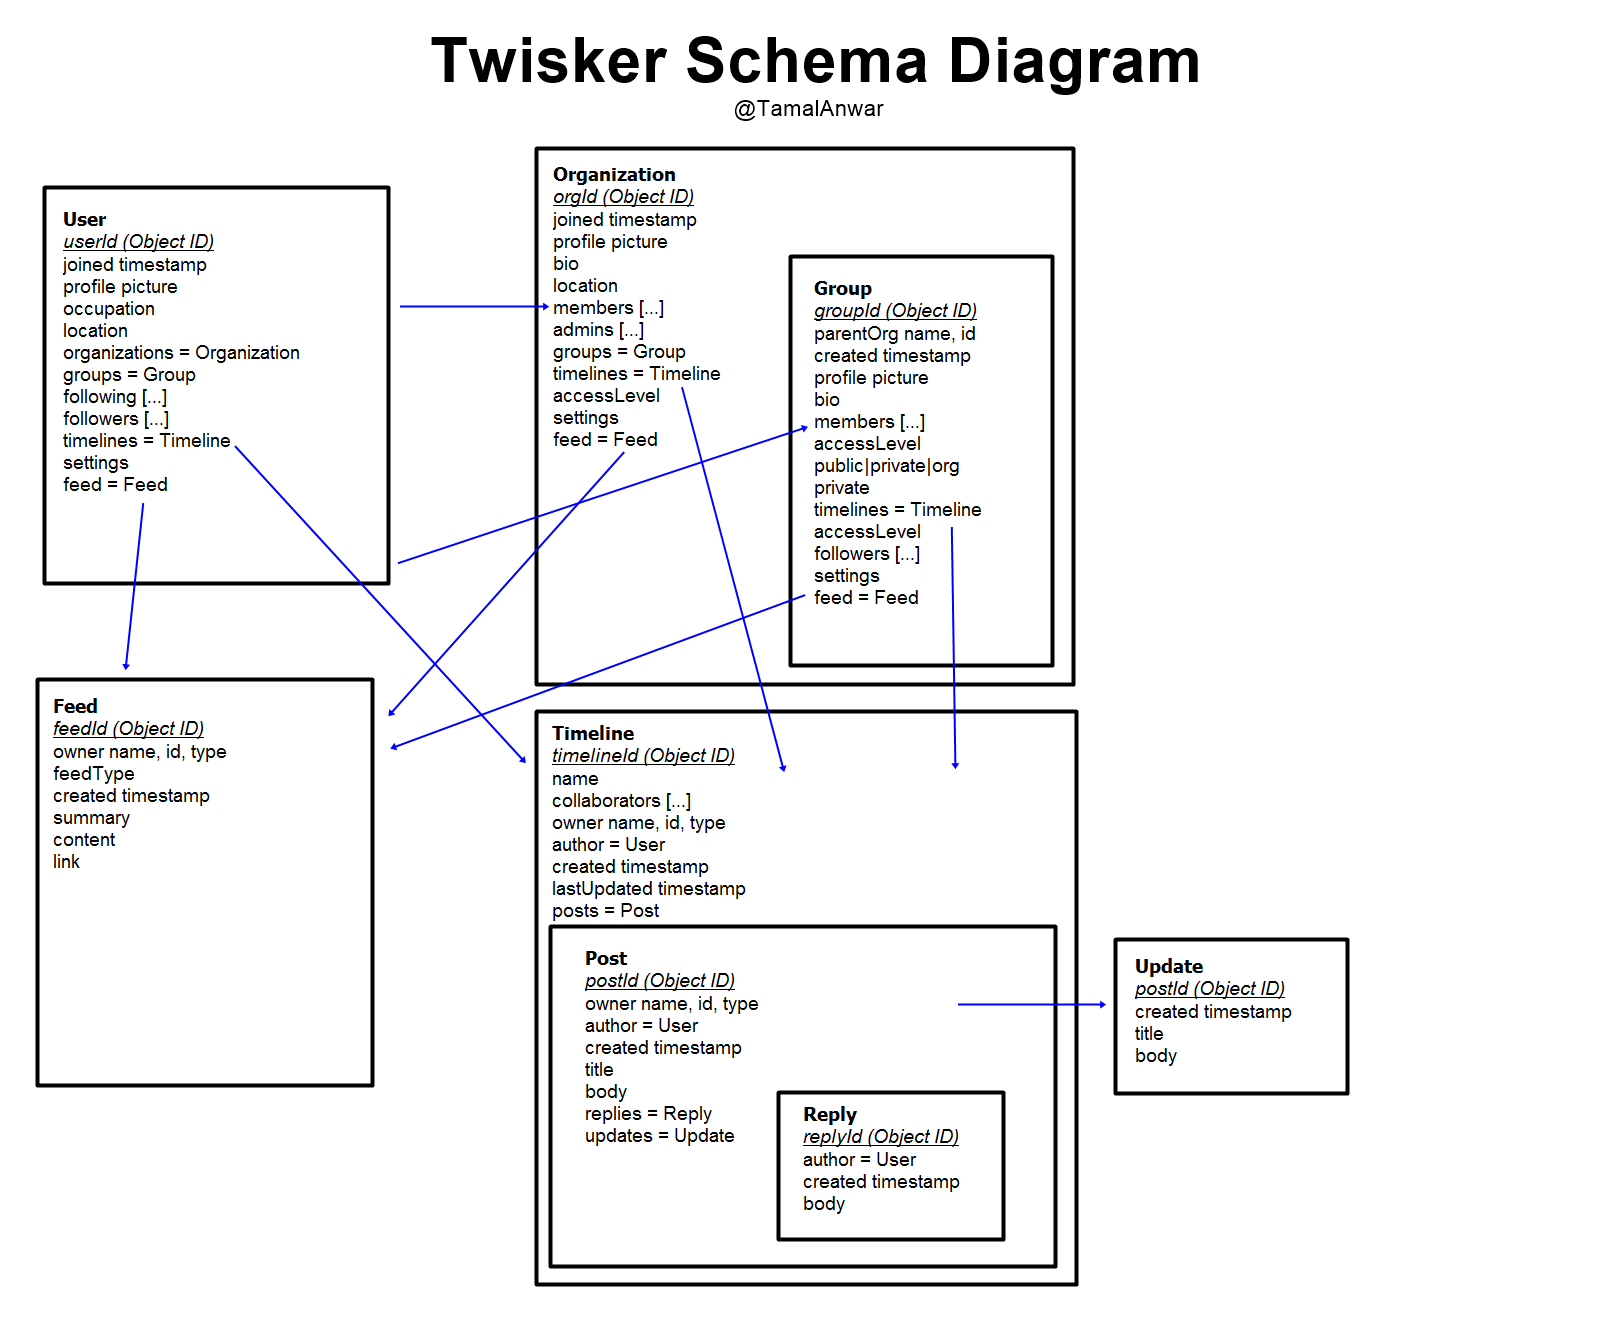 Twisker Schema Diagram
@TamalAnwar
User
userId (Object ID)
joined timestamp
profile picture
occupation
location
organizations = Organization
groups = Group
following [...]
followers [...]
timelines = Timeline
settings
feed = Feed
Organization
orgId (Object ID)
joined timestamp
profile picture
bio
location
members [...]
admins [...]
groups = Group
timelines = Timeline
accessLevel
settings
feed = Feed
Group
groupId (Object ID)
parentOrg name, id
created timestamp
profile picture
bio
members [...]
accessLevel
public|private|org
private
timelines = Timeline
accessLevel
followers [...]
settings
feed = Feed
Feed
feedId (Object ID)
owner name, id, type
feedType
created timestamp
summary
content
link
Timeline
timelineId (Object ID)
name
collaborators [...]
owner name, id, type
author = User
created timestamp
lastUpdated timestamp
posts = Post
Post
postId (Object ID)
owner name, id, type
author = User
created timestamp
title
body
replies = Reply
updates = Update
Reply
replyId (Object ID)
author = User
created timestamp
body
Update
postId (Object ID)
created timestamp
title
body